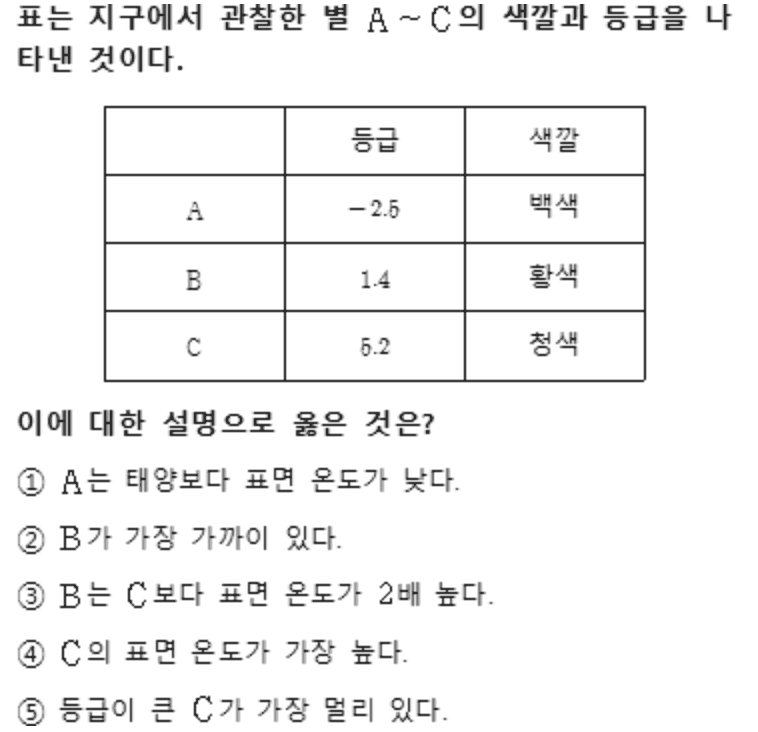 표는 지구에서 관찰한 별 A ~ C의 색깔과 등급을 나
타낸 것이다.
등급 색깔
A －2.5 백색
B 1.4 황색
C 5.2 청색
이에 대한 설명으로 옳은 것은?
① A는 태양보다 표면 온도가 낮다.
② B가 가장 가까이 있다.
③ B는 C보다 표면 온도가 2배 높다.
④ C의 표면 온도가 가장 높다.
⑤ 등급이 큰 C가 가장 멀리 있다.